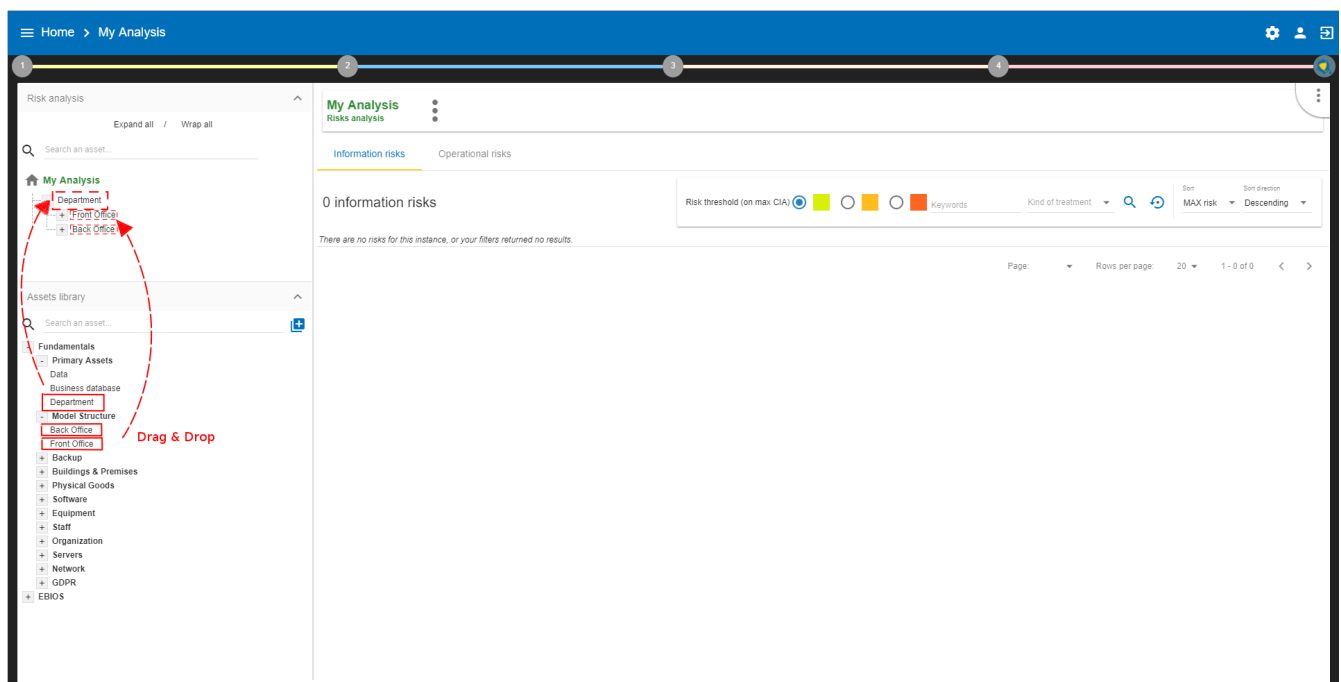 Home > My Analysis
1 2 3 4
Risk analysis
Expand all / Wrap all
Search an asset...
My Analysis
Department
+ Front Office
+ Back Office
Assets library
Search an asset...
- Fundamentals
- Primary Assets
Data
Business database
Department
- Model Structure
Back Office
Front Office
+ Backup
+ Buildings & Premises
+ Physical Goods
+ Software
+ Equipment
+ Staff
+ Organization
+ Servers
+ Network
+ GDPR
+ EBIOS
Drag & Drop
My Analysis
Risks analysis
Information risks Operational risks
0 information risks
Risk threshold (on max CIA) Keywords Kind of treatment
Sort Sort direction
MAX risk Descending
There are no risks for this instance, or your filters returned no results.
Page: Rows per page: 20 1 - 0 of 0 < >